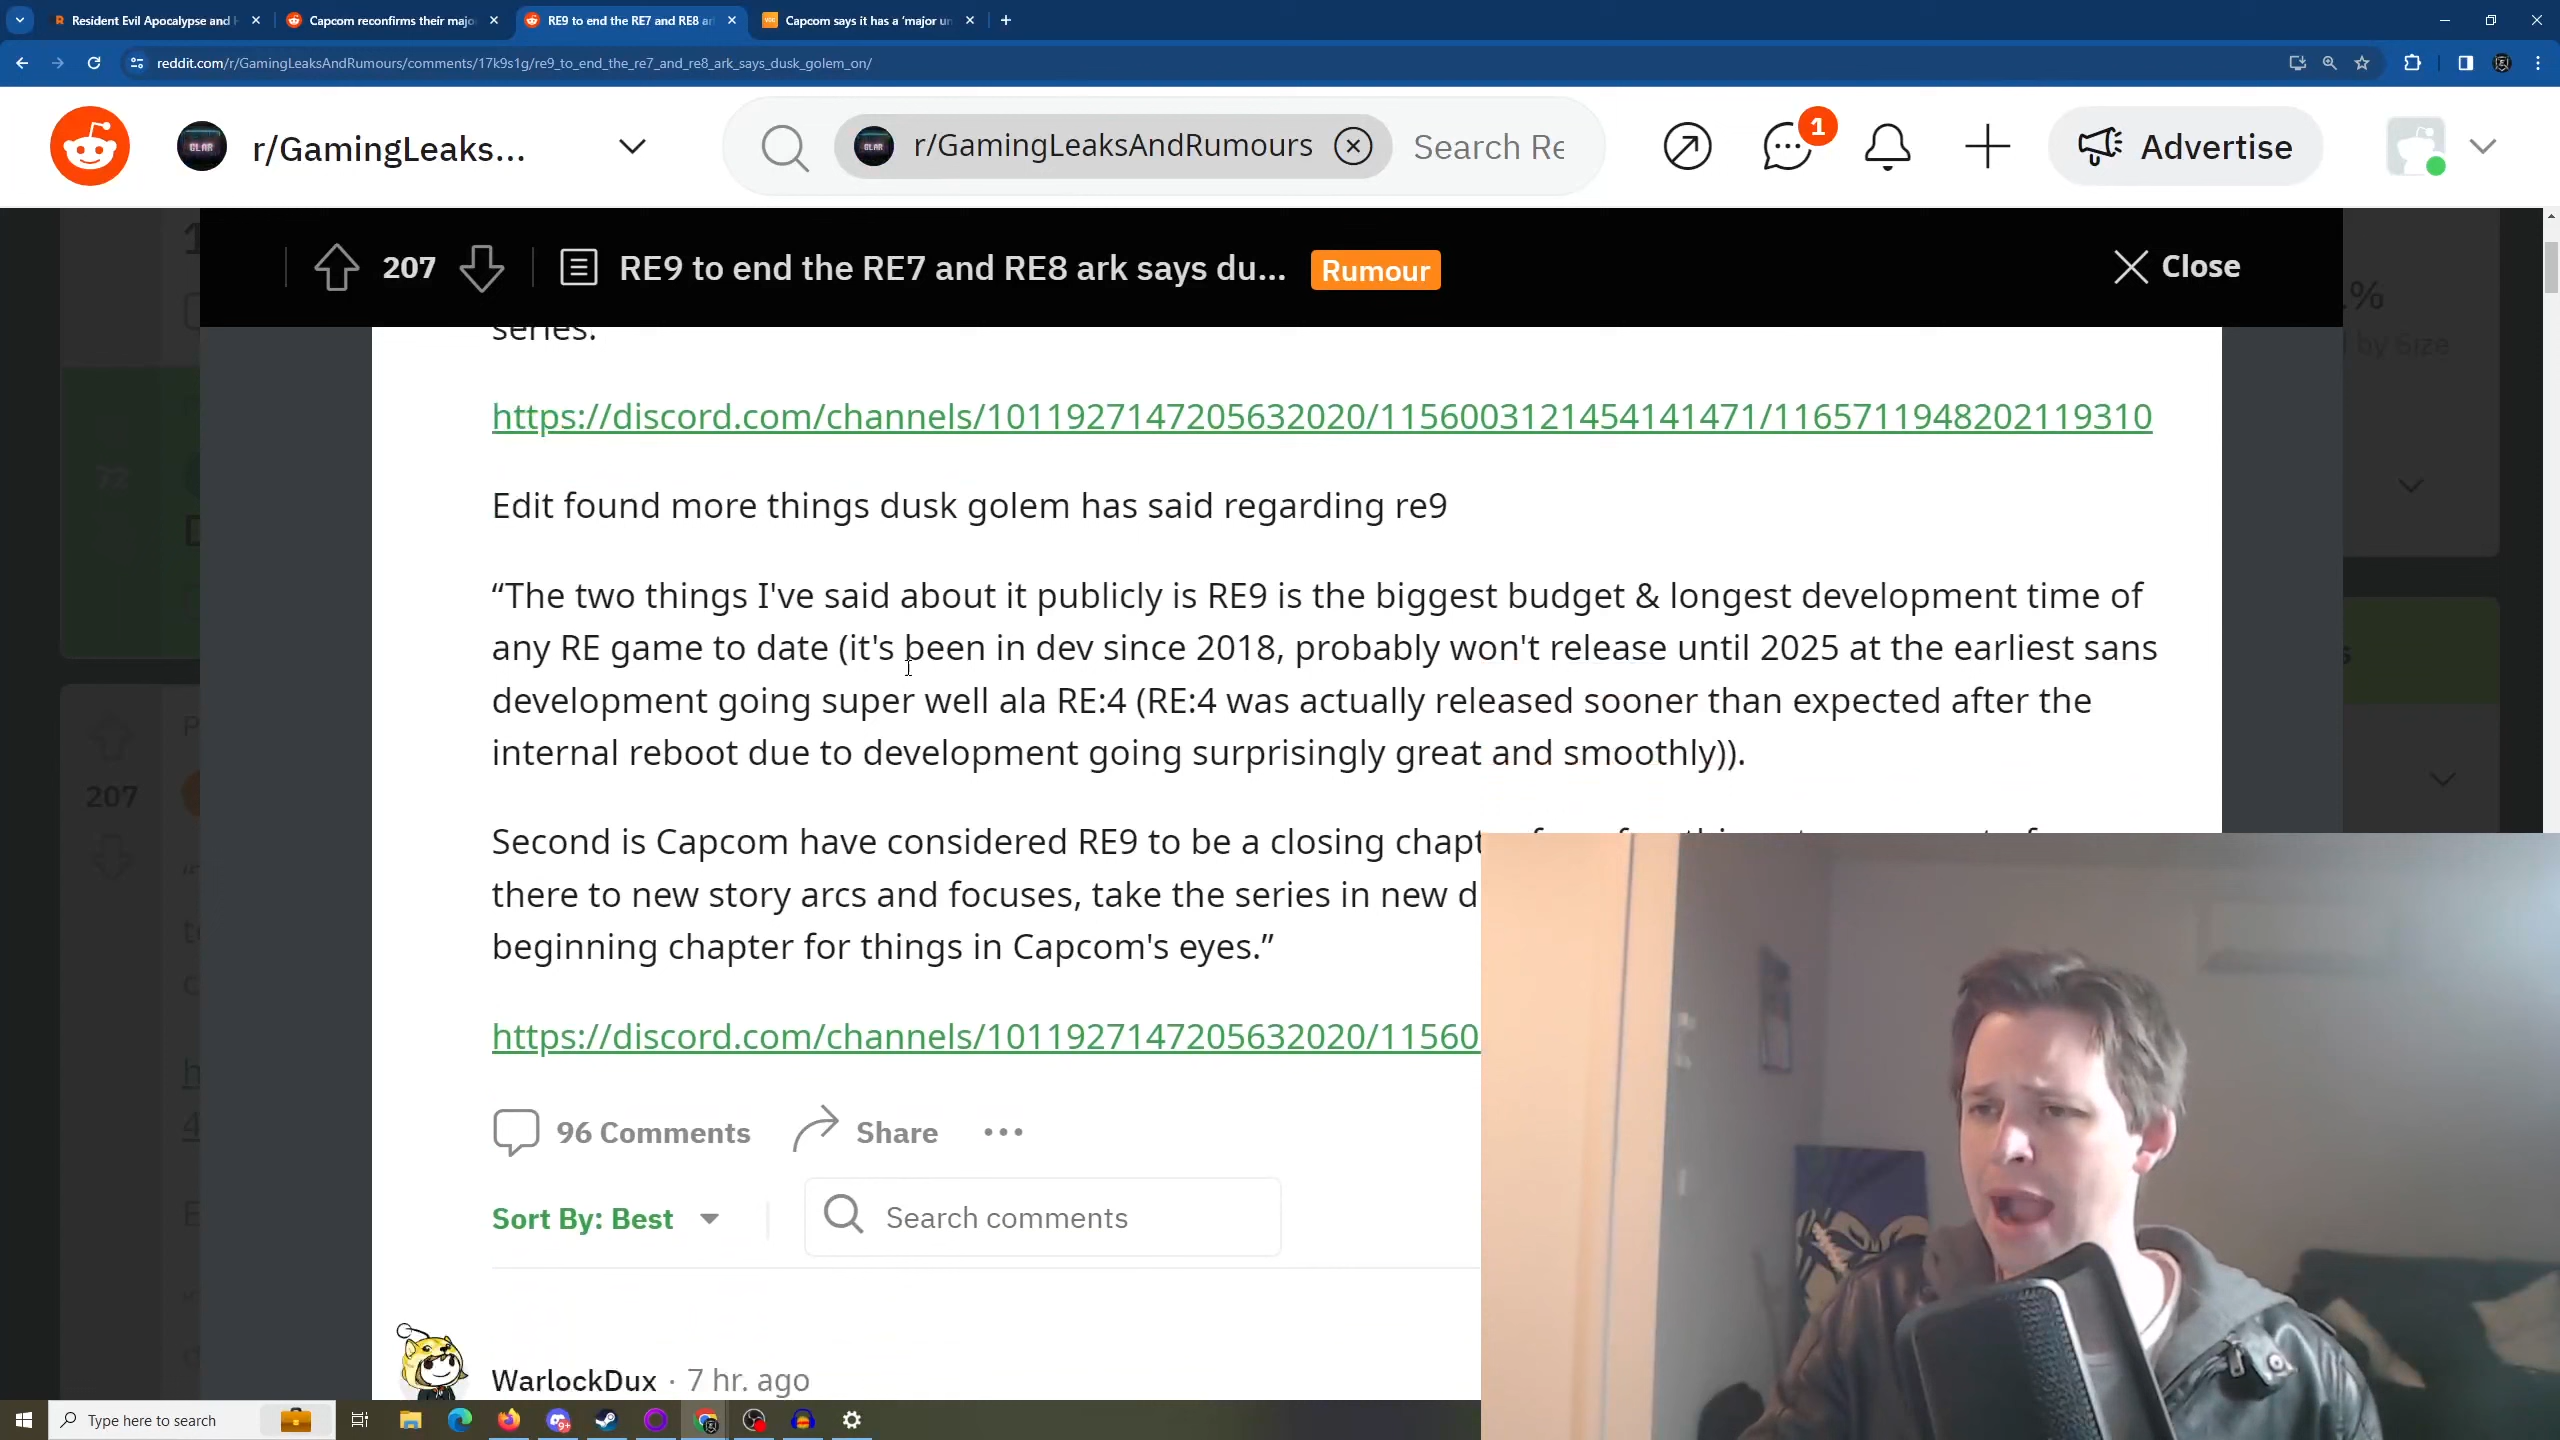 Resident Evil Apocalypse and
Capcom reconfirms their majo
RE9 to end the RE7 and RE8 ar
Capcom says it has a 'major un
reddit.com/r/GamingLeaksAndRumours/comments/17k9s1g/re9_to_end_the_re7_and_re8_ark_says_dusk_golem_on/
r/GamingLeaks...
r/GamingLeaksAndRumours
Search Re
1
Advertise
207
RE9 to end the RE7 and RE8 ark says du...
Rumour
Close
series.
by Size
https://discord.com/channels/1011927147205632020/1156003121454141471/1165711948202119310
72
Edit found more things dusk golem has said regarding re9
“The two things I've said about it publicly is RE9 is the biggest budget & longest development time of
any RE game to date (it's been in dev since 2018, probably won't release until 2025 at the earliest sans
development going super well ala RE:4 (RE:4 was actually released sooner than expected after the
internal reboot due to development going surprisingly great and smoothly)).
207
Second is Capcom have considered RE9 to be a closing chapt
there to new story arcs and focuses, take the series in new d
beginning chapter for things in Capcom's eyes.”
https://discord.com/channels/1011927147205632020/11560
96 Comments
Share
Sort By: Best
Search comments
WarlockDux · 7 hr. ago
Type here to search
9+